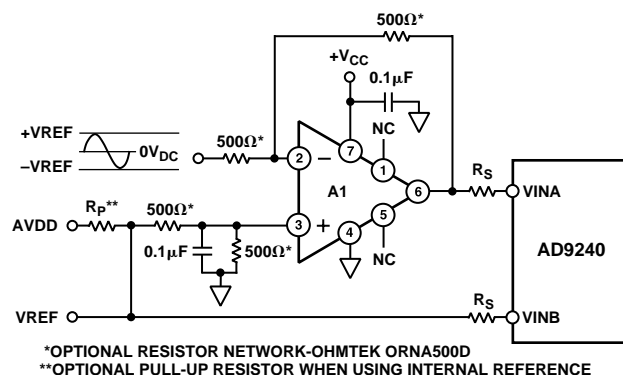 500Ω*
+VCC
0.1µF
NC
+VREF
0VDC
–VREF
500Ω*
2
–
7
1
A1
6
RS
VINA
AVDD
RP**
500Ω*
3
+
4
5
0.1µF
500Ω*
NC
AD9240
VREF
RS
VINB
*OPTIONAL RESISTOR NETWORK-OHMTEK ORNA500D
**OPTIONAL PULL-UP RESISTOR WHEN USING INTERNAL REFERENCE